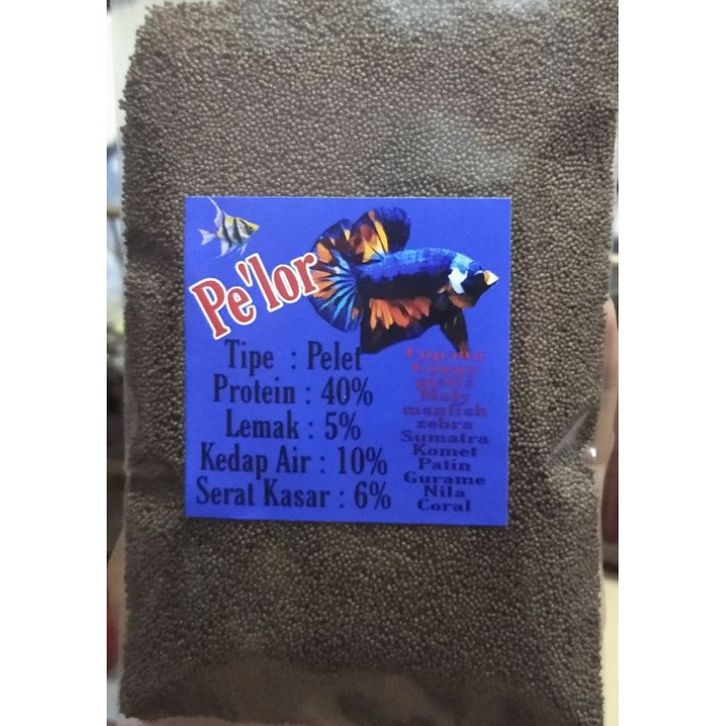 Pe'lor
Tipe : Pelet
Protein : 40%
Lemak : 5%
Kedap Air : 10%
Serat Kasar : 6%
Moly
manfish
zebra
Sumatra
Komet
Patin
Gurame
Nila
Coral